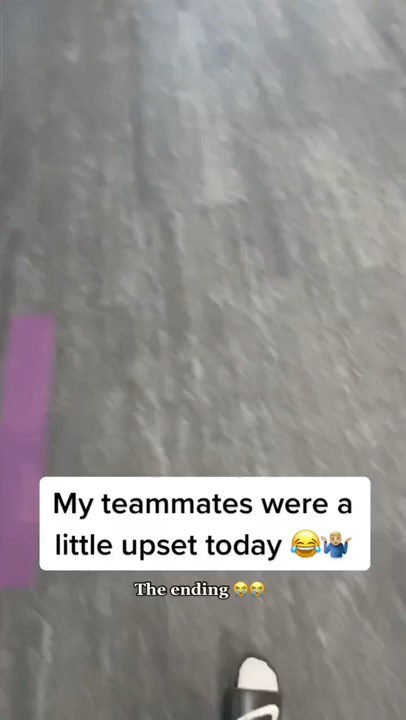 My teammates were a
little upset today 😂🤷🏼‍♂️
The ending 😭😭